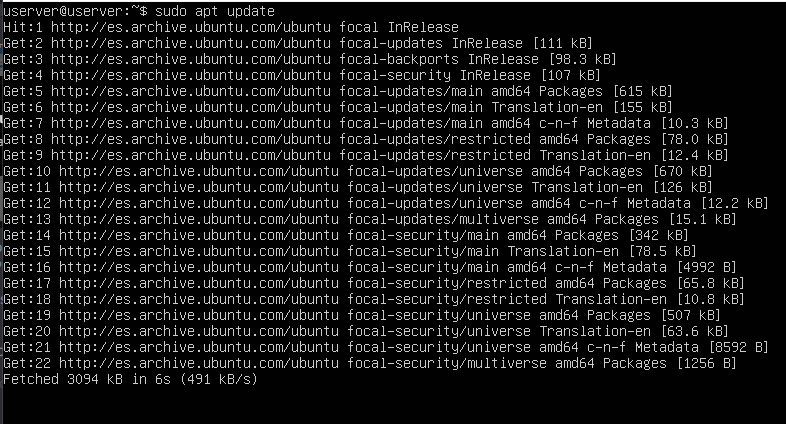 userver@userver:~$ sudo apt update
Hit:1 http://es.archive.ubuntu.com/ubuntu focal InRelease
Get:2 http://es.archive.ubuntu.com/ubuntu focal-updates InRelease [111 kB]
Get:3 http://es.archive.ubuntu.com/ubuntu focal-backports InRelease [98.3 kB]
Get:4 http://es.archive.ubuntu.com/ubuntu focal-security InRelease [107 kB]
Get:5 http://es.archive.ubuntu.com/ubuntu focal-updates/main amd64 Packages [615 kB]
Get:6 http://es.archive.ubuntu.com/ubuntu focal-updates/main Translation-en [155 kB]
Get:7 http://es.archive.ubuntu.com/ubuntu focal-updates/main amd64 c-n-f Metadata [10.3 kB]
Get:8 http://es.archive.ubuntu.com/ubuntu focal-updates/restricted amd64 Packages [78.0 kB]
Get:9 http://es.archive.ubuntu.com/ubuntu focal-updates/restricted Translation-en [12.4 kB]
Get:10 http://es.archive.ubuntu.com/ubuntu focal-updates/universe amd64 Packages [670 kB]
Get:11 http://es.archive.ubuntu.com/ubuntu focal-updates/universe Translation-en [126 kB]
Get:12 http://es.archive.ubuntu.com/ubuntu focal-updates/universe amd64 c-n-f Metadata [12.2 kB]
Get:13 http://es.archive.ubuntu.com/ubuntu focal-updates/multiverse amd64 Packages [15.1 kB]
Get:14 http://es.archive.ubuntu.com/ubuntu focal-security/main amd64 Packages [342 kB]
Get:15 http://es.archive.ubuntu.com/ubuntu focal-security/main Translation-en [78.5 kB]
Get:16 http://es.archive.ubuntu.com/ubuntu focal-security/main amd64 c-n-f Metadata [4992 B]
Get:17 http://es.archive.ubuntu.com/ubuntu focal-security/restricted amd64 Packages [65.8 kB]
Get:18 http://es.archive.ubuntu.com/ubuntu focal-security/restricted Translation-en [10.8 kB]
Get:19 http://es.archive.ubuntu.com/ubuntu focal-security/universe amd64 Packages [507 kB]
Get:20 http://es.archive.ubuntu.com/ubuntu focal-security/universe Translation-en [63.6 kB]
Get:21 http://es.archive.ubuntu.com/ubuntu focal-security/universe amd64 c-n-f Metadata [8592 B]
Get:22 http://es.archive.ubuntu.com/ubuntu focal-security/multiverse amd64 Packages [1256 B]
Fetched 3094 kB in 6s (491 kB/s)